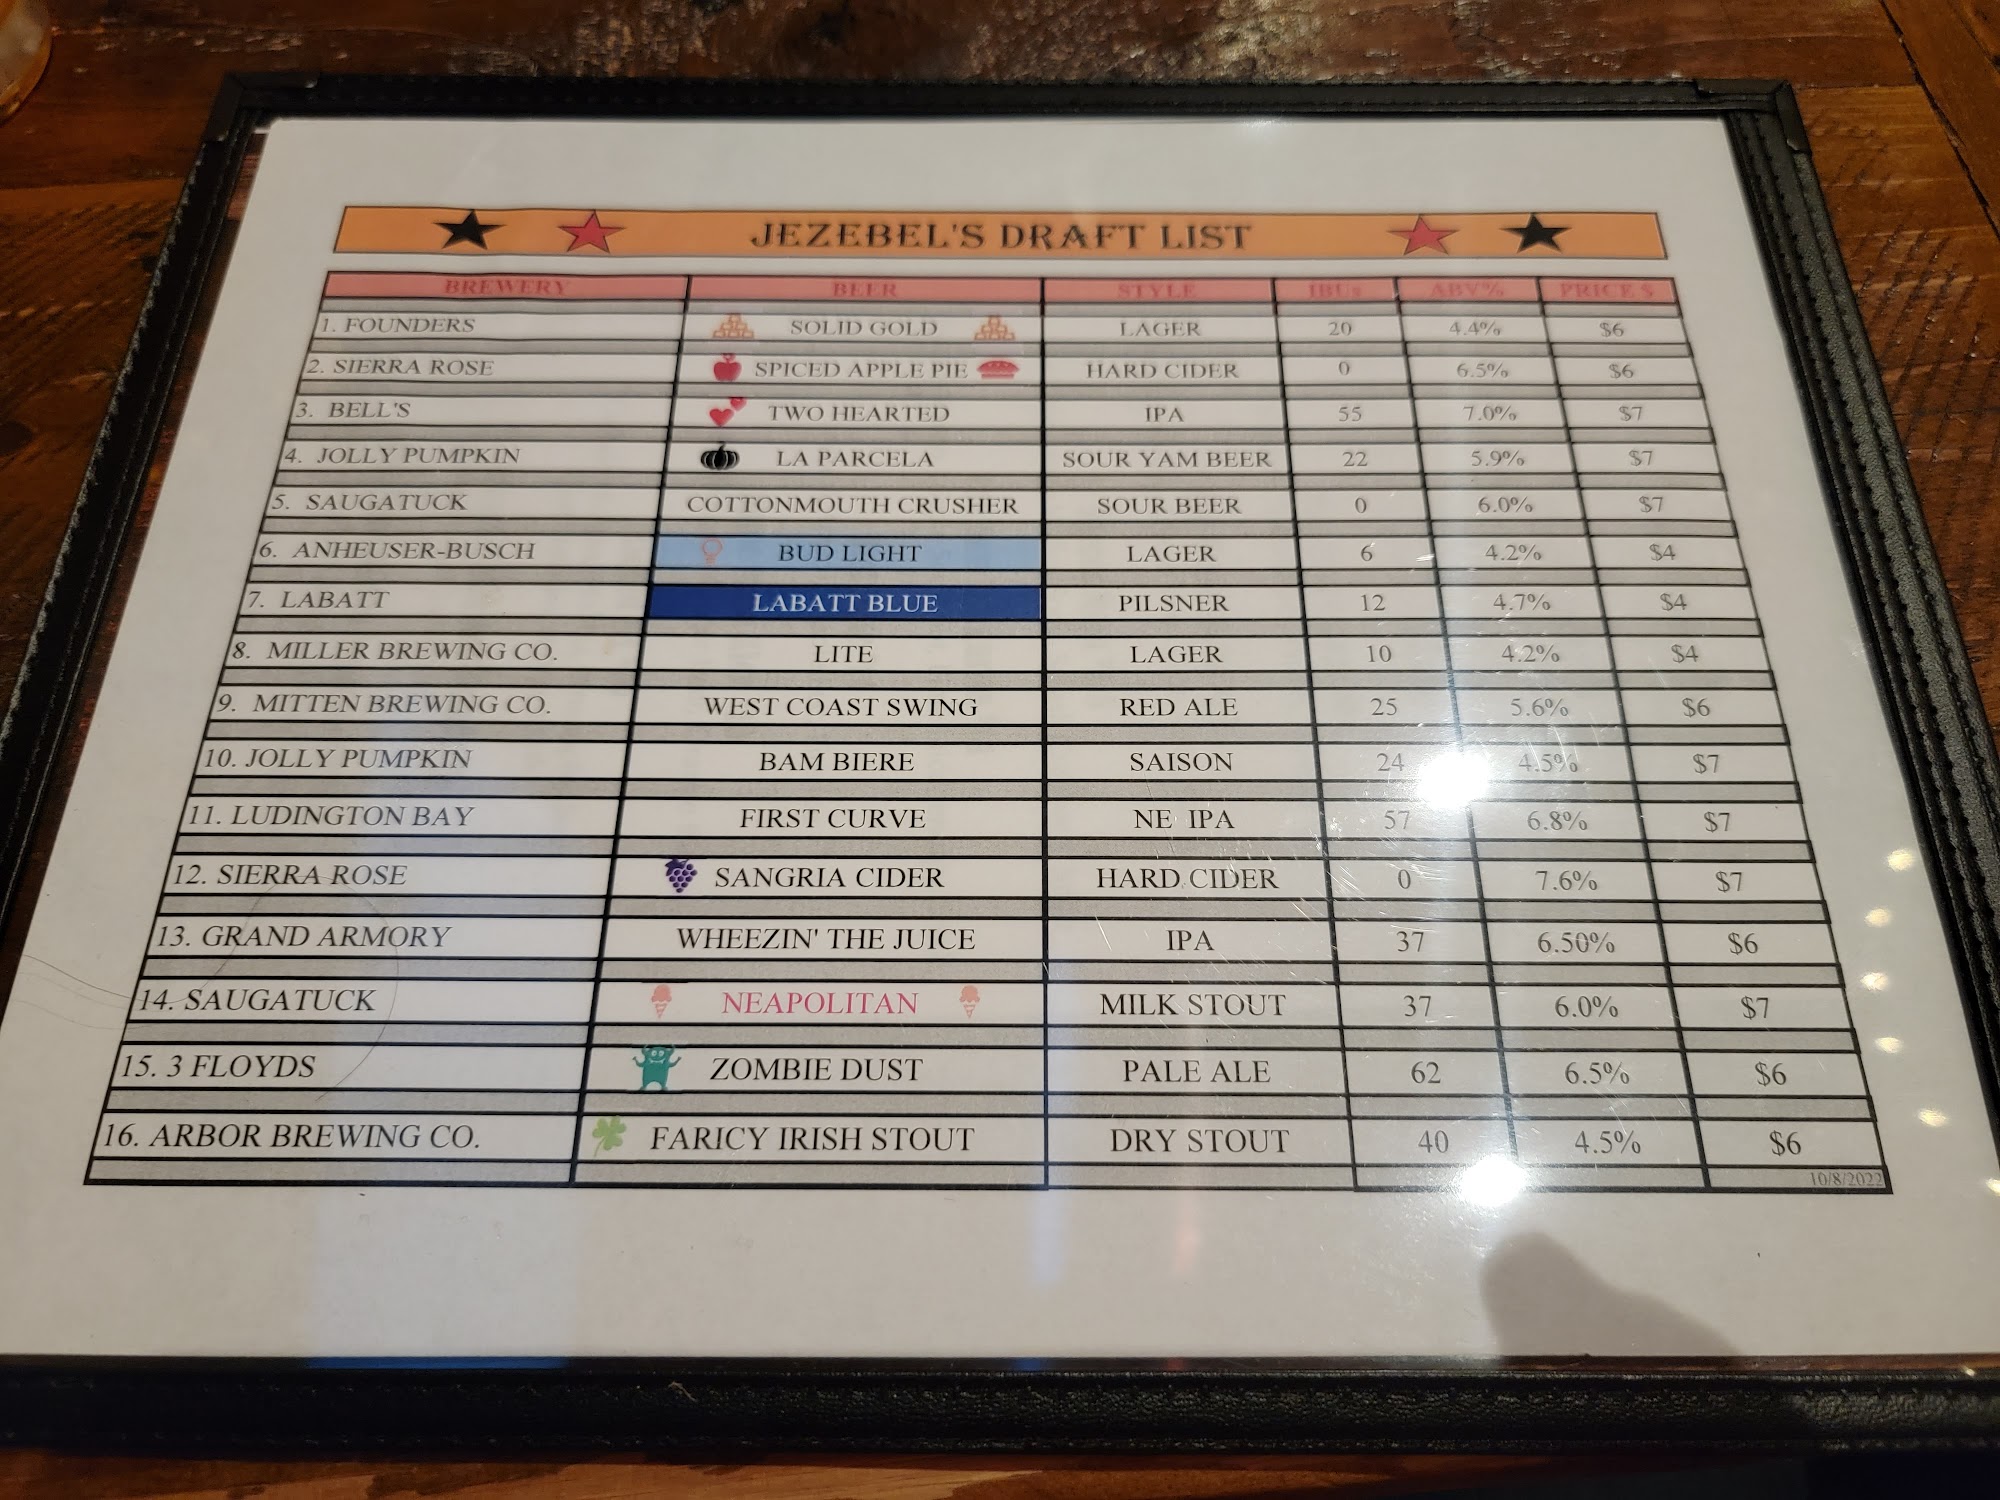 JEZEBEL'S DRAFT LIST
BREWERY BEER STYLE IBUs ABV% PRICE $
1. FOUNDERS SOLID GOLD LAGER 20 4.4% $6
2. SIERRA ROSE SPICED APPLE PIE HARD CIDER 0 6.5% $6
3. BELL'S TWO HEARTED IPA 55 7.0% $7
4. JOLLY PUMPKIN LA PARCELA SOUR YAM BEER 22 5.9% $7
5. SAUGATUCK COTTONMOUTH CRUSHER SOUR BEER 0 6.0% $7
6. ANHEUSER-BUSCH BUD LIGHT LAGER 6 4.2% $4
7. LABATT LABATT BLUE PILSNER 12 4.7% $4
8. MILLER BREWING CO. LITE LAGER 10 4.2% $4
9. MITTEN BREWING CO. WEST COAST SWING RED ALE 25 5.6% $6
10. JOLLY PUMPKIN BAM BIERE SAISON 24 4.5% $7
11. LUDINGTON BAY FIRST CURVE NE IPA 57 6.8% $7
12. SIERRA ROSE SANGRIA CIDER HARD CIDER 0 7.6% $7
13. GRAND ARMORY WHEEZIN' THE JUICE IPA 37 6.50% $6
14. SAUGATUCK NEAPOLITAN MILK STOUT 37 6.0% $7
15. 3 FLOYDS ZOMBIE DUST PALE ALE 62 6.5% $6
16. ARBOR BREWING CO. FARICY IRISH STOUT DRY STOUT 40 4.5% $6
10/8/2022